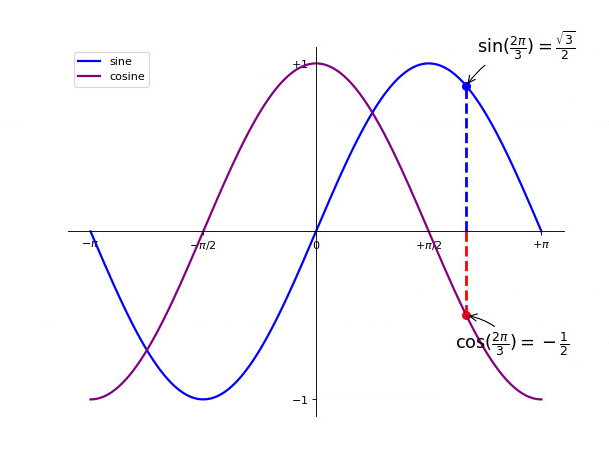 sin(2π/3) = √3/2
sine
cosine
+1
−π
−π/2
0
+π/2
+π
cos(2π/3) = −1/2
−1